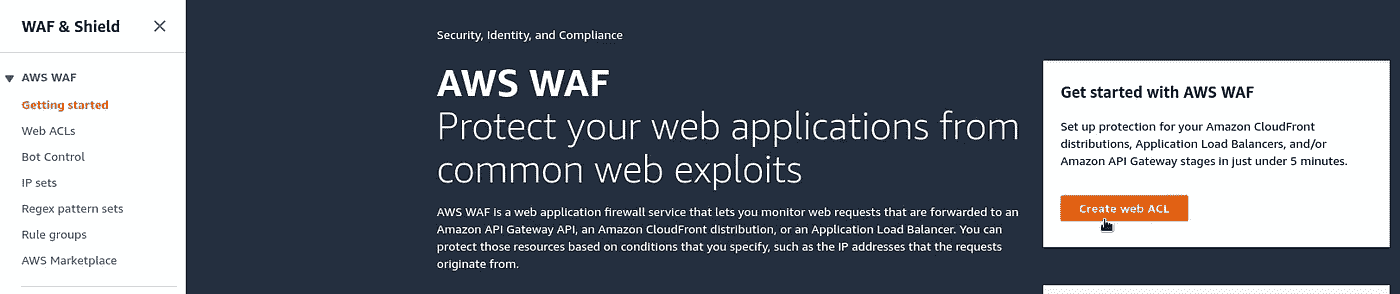 WAF & Shield
AWS WAF
Getting started
Web ACLs
Bot Control
IP sets
Regex pattern sets
Rule groups
AWS Marketplace
Security, Identity, and Compliance
AWS WAF
Protect your web applications from
common web exploits
AWS WAF is a web application firewall service that lets you monitor web requests that are forwarded to an
Amazon API Gateway API, an Amazon CloudFront distribution, or an Application Load Balancer. You can
protect those resources based on conditions that you specify, such as the IP addresses that the requests
originate from.
Get started with AWS WAF
Set up protection for your Amazon CloudFront
distributions, Application Load Balancers, and/or
Amazon API Gateway stages in just under 5 minutes.
Create web ACL